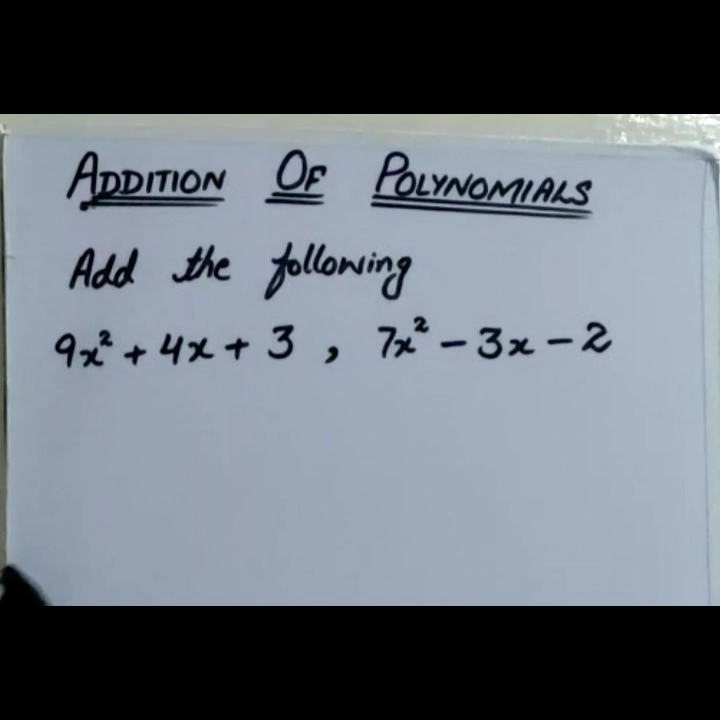 ADDITION OF POLYNOMIALS
Add the following
9x² + 4x + 3 , 7x² - 3x - 2